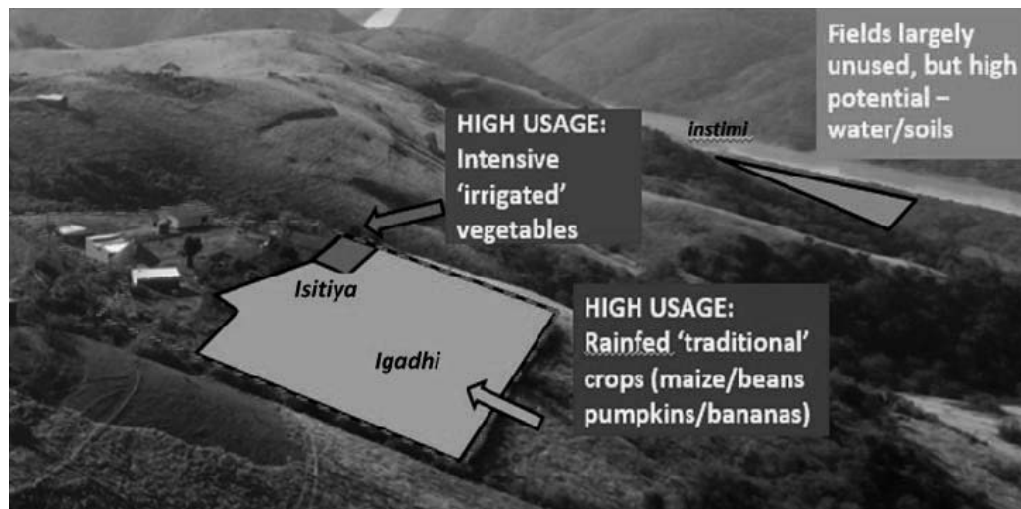 Fields largely
unused, but high
potential –
water/soils
instimi
HIGH USAGE:
Intensive
‘irrigated’
vegetables
Isitiya
HIGH USAGE:
Rainfed ‘traditional’
crops (maize/beans
pumpkins/bananas)
Igadhi